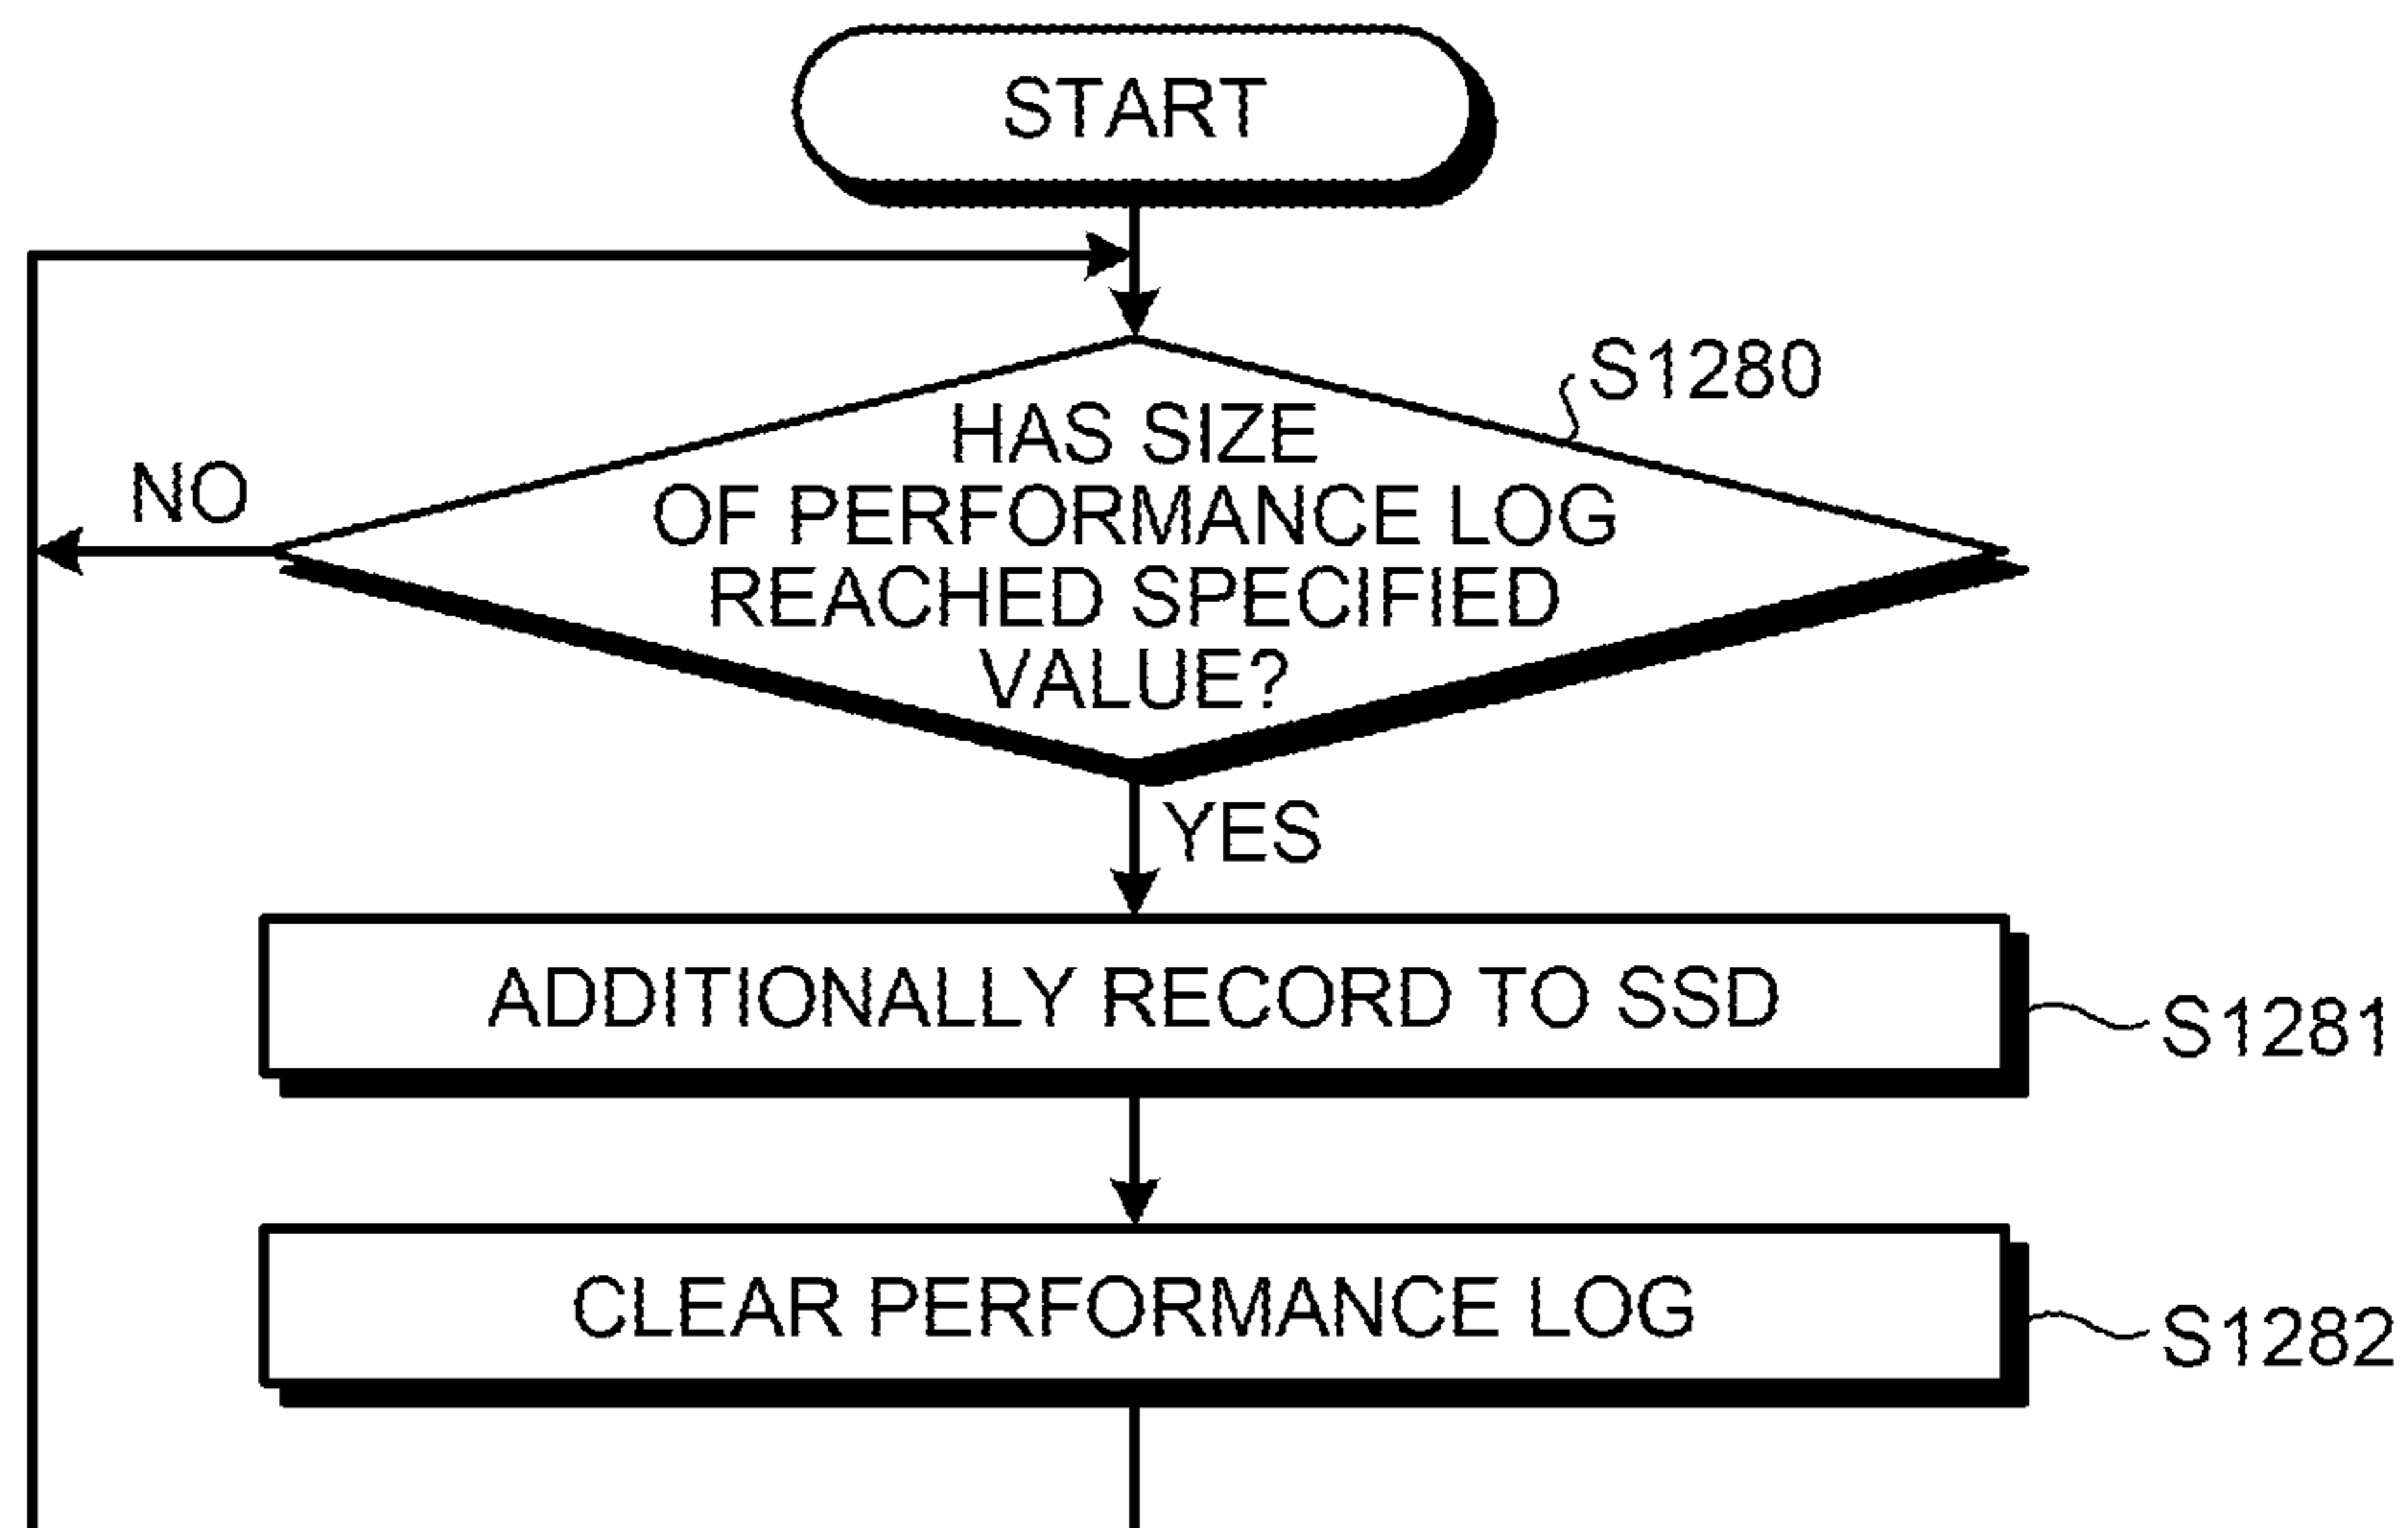 START
S1280
HAS SIZE
OF PERFORMANCE LOG
REACHED SPECIFIED
VALUE?
NO
YES
ADDITIONALLY RECORD TO SSD
S1281
CLEAR PERFORMANCE LOG
S1282